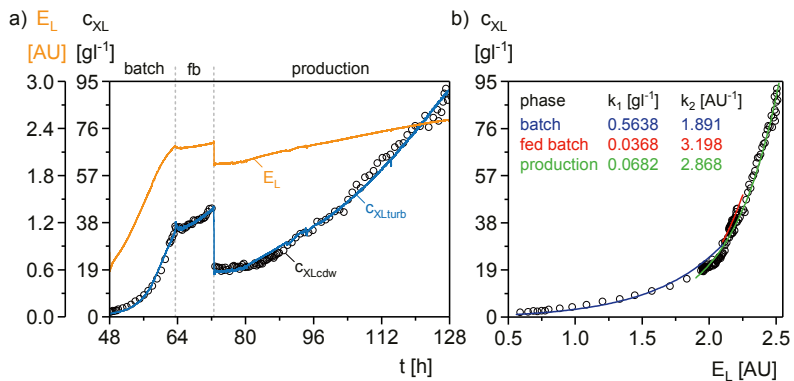 a) E_L c_XL
[AU] [gl⁻¹]
batch fb production
3.0 95
2.4 76
1.8 57
1.2 38
0.6 19
0.0 0
E_L
c_XLturb
c_XLcdw
48 64 80 96 112 128
t [h]
b) c_XL
[gl⁻¹]
95
76
57
38
19
0
phase k₁ [gl⁻¹] k₂ [AU⁻¹]
batch 0.5638 1.891
fed batch 0.0368 3.198
production 0.0682 2.868
0.5 1.0 1.5 2.0 2.5
E_L [AU]